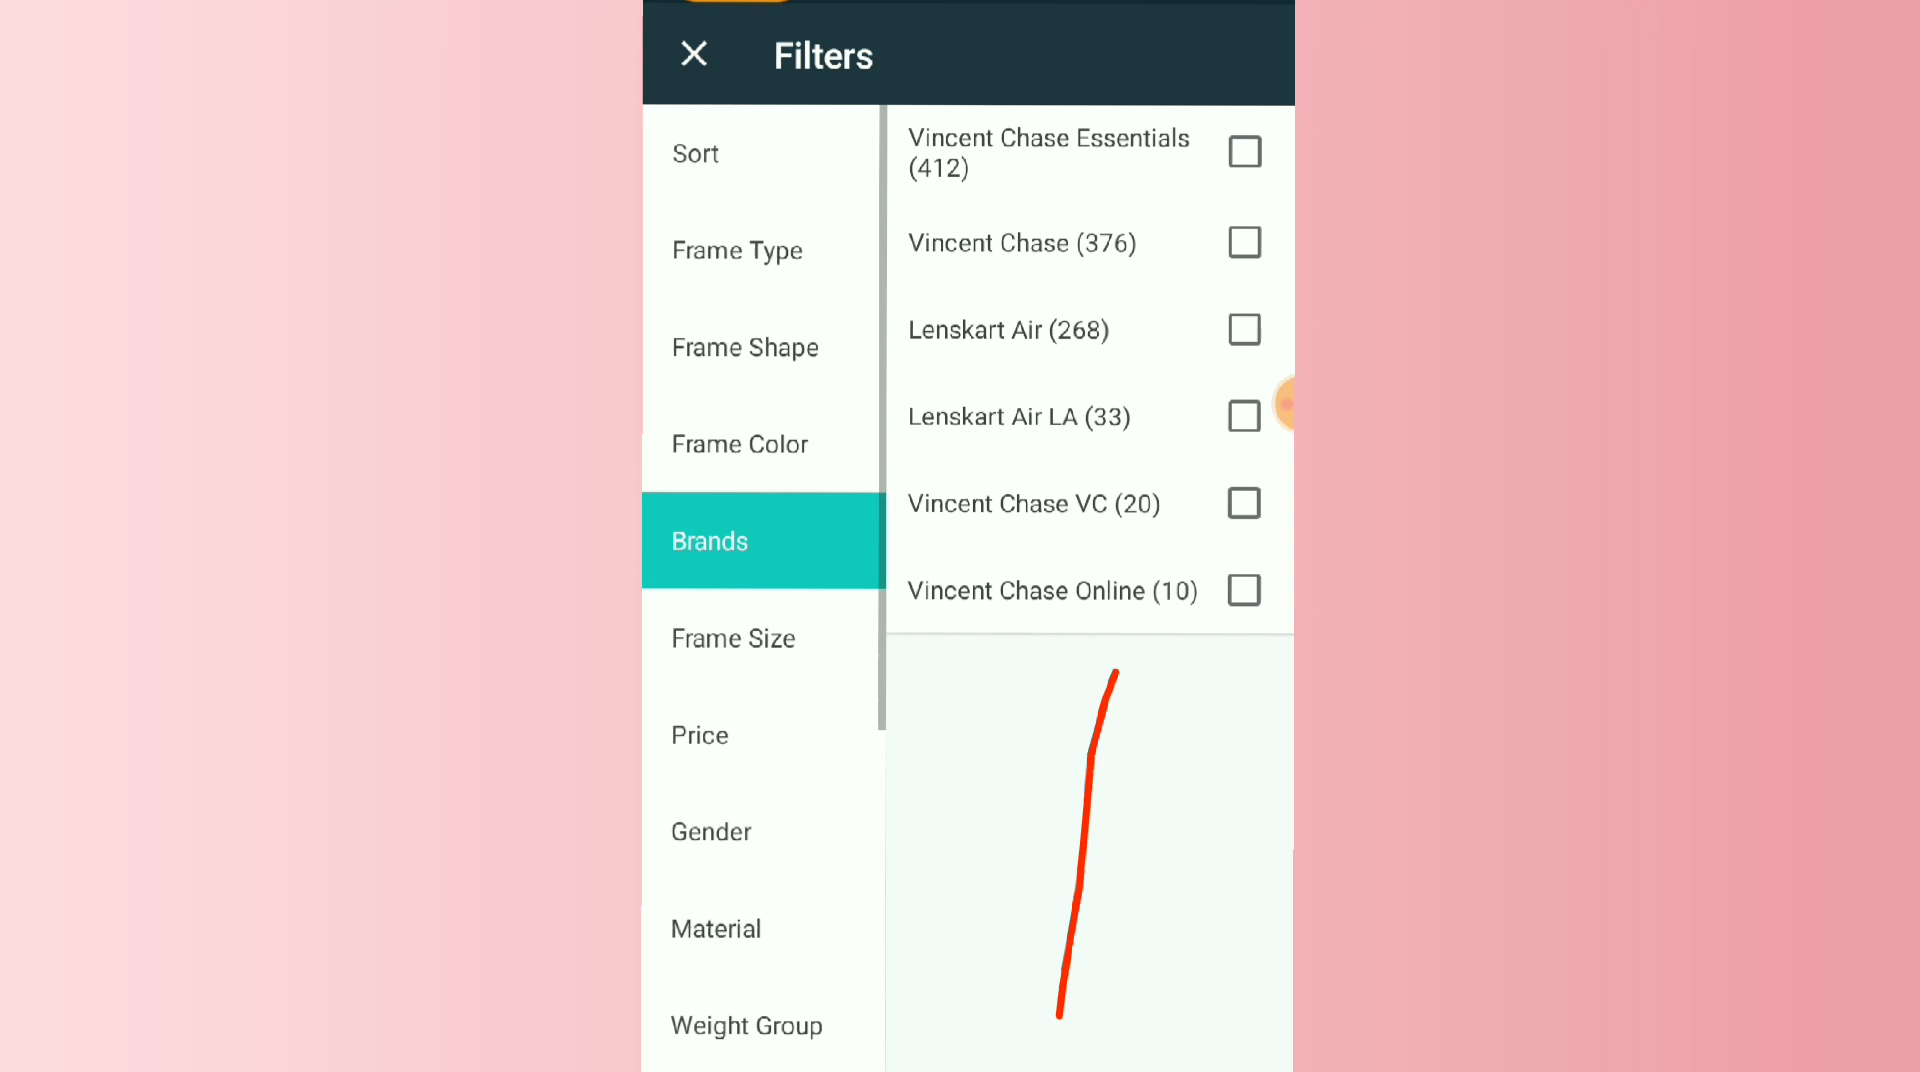 Filters
Sort
Frame Type
Frame Shape
Frame Color
Brands
Frame Size
Price
Gender
Material
Weight Group
Vincent Chase Essentials
(412)
Vincent Chase (376)
Lenskart Air (268)
Lenskart Air LA (33)
Vincent Chase VC (20)
Vincent Chase Online (10)